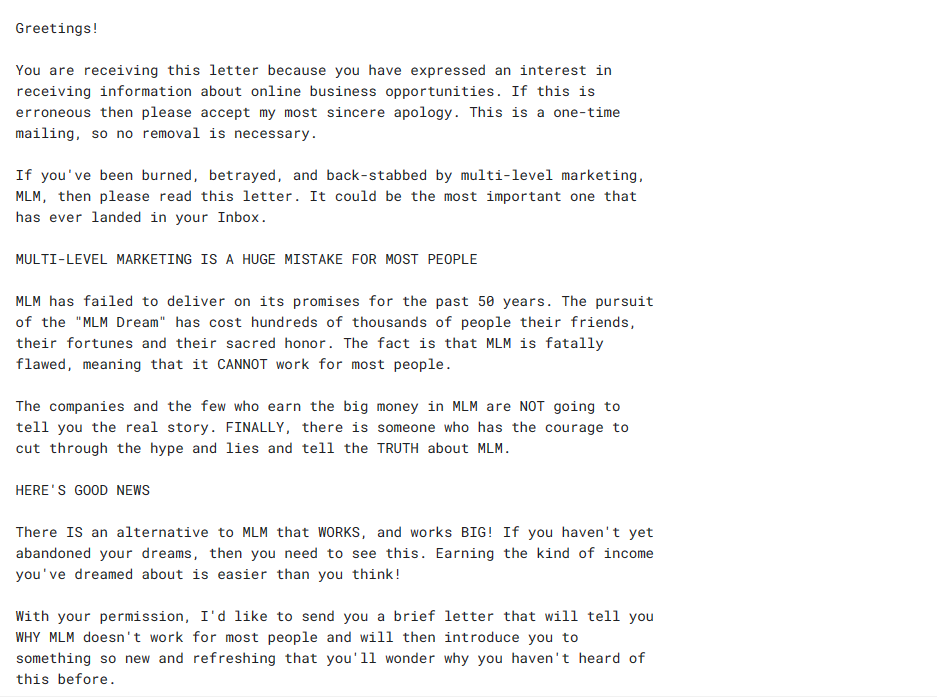 Greetings!
You are receiving this letter because you have expressed an interest in
receiving information about online business opportunities. If this is
erroneous then please accept my most sincere apology. This is a one-time
mailing, so no removal is necessary.
If you've been burned, betrayed, and back-stabbed by multi-level marketing,
MLM, then please read this letter. It could be the most important one that
has ever landed in your Inbox.
MULTI-LEVEL MARKETING IS A HUGE MISTAKE FOR MOST PEOPLE
MLM has failed to deliver on its promises for the past 50 years. The pursuit
of the "MLM Dream" has cost hundreds of thousands of people their friends,
their fortunes and their sacred honor. The fact is that MLM is fatally
flawed, meaning that it CANNOT work for most people.
The companies and the few who earn the big money in MLM are NOT going to
tell you the real story. FINALLY, there is someone who has the courage to
cut through the hype and lies and tell the TRUTH about MLM.
HERE'S GOOD NEWS
There IS an alternative to MLM that WORKS, and works BIG! If you haven't yet
abandoned your dreams, then you need to see this. Earning the kind of income
you've dreamed about is easier than you think!
With your permission, I'd like to send you a brief letter that will tell you
WHY MLM doesn't work for most people and will then introduce you to
something so new and refreshing that you'll wonder why you haven't heard of
this before.